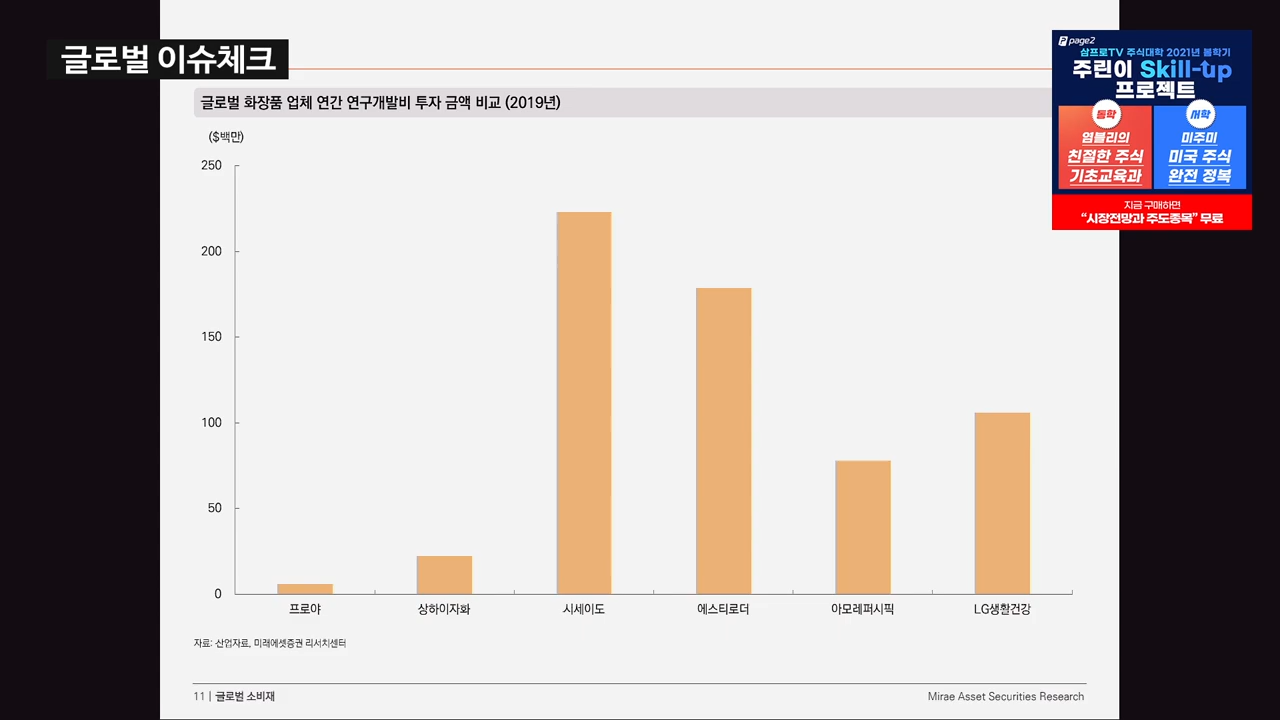 글로벌 이슈체크
page2
삼프로TV 주식대학 2021년 봄학기
주린이 Skill-up
프로젝트
동학
염블리의
친절한 주식
기초교육과
서학
미주미
미국 주식
완전 정복
지금 구매하면
“시장전망과 주도종목” 무료
글로벌 화장품 업체 연간 연구개발비 투자 금액 비교 (2019년)
($백만)
250
200
150
100
50
0
프로야 상하이자화 시세이도 에스티로더 아모레퍼시픽 LG생활건강
자료: 산업자료, 미래에셋증권 리서치센터
11 | 글로벌 소비재 Mirae Asset Securities Research